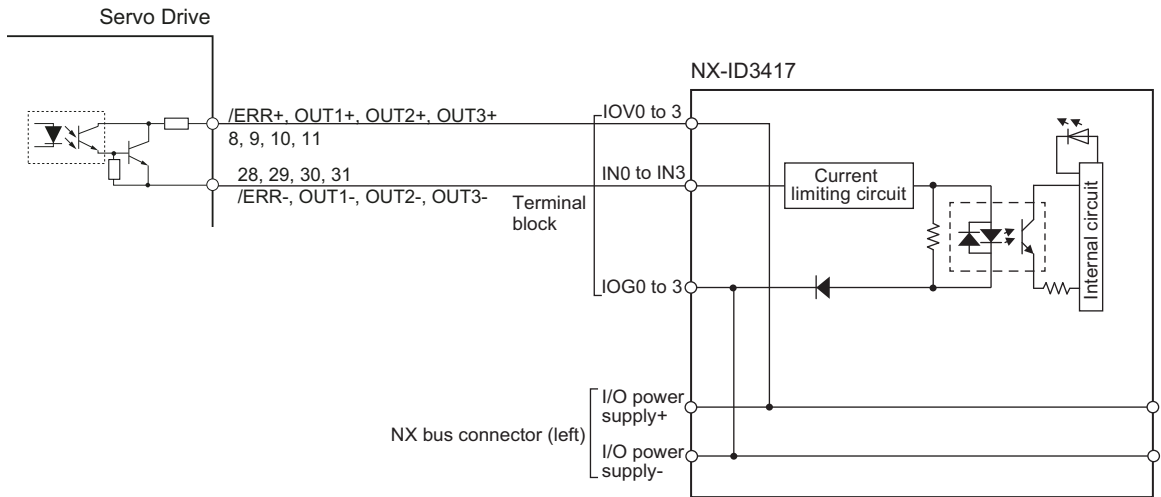 Servo Drive
NX-ID3417
/ERR+, OUT1+, OUT2+, OUT3+
8, 9, 10, 11
IOV0 to 3
28, 29, 30, 31
/ERR-, OUT1-, OUT2-, OUT3-
IN0 to IN3
Terminal
block
Current
limiting circuit
Internal circuit
IOG0 to 3
NX bus connector (left)
I/O power
supply+
I/O power
supply-